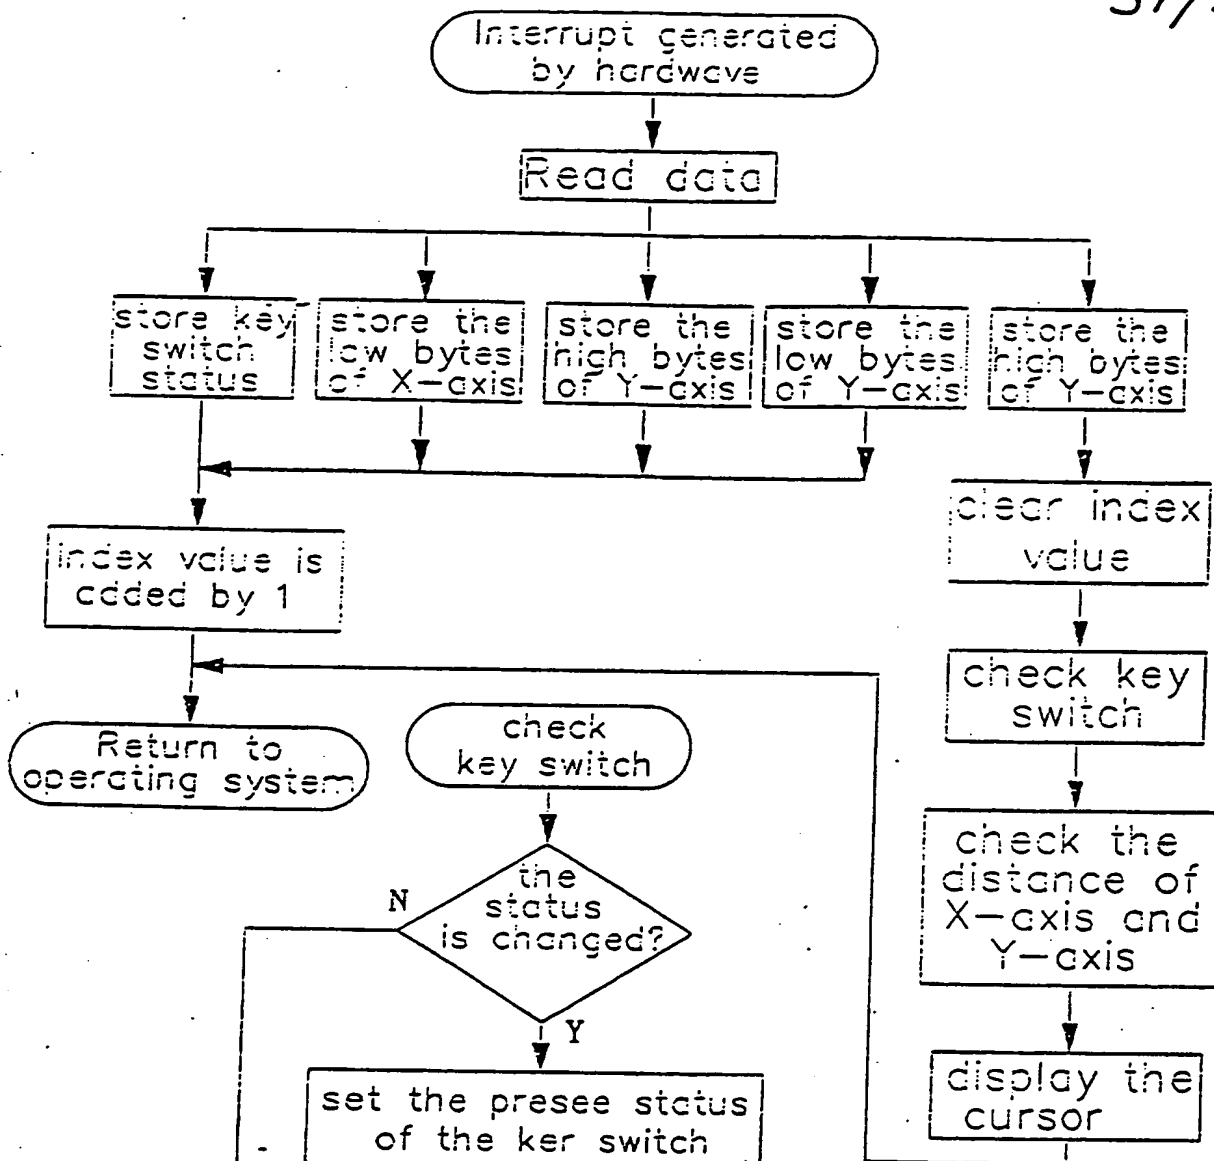 Interrupt generated
by hardwave
Read data
store key
switch
status
store the
low bytes
of X-axis
store the
high bytes
of Y-axis
store the
low bytes
of Y-axis
store the
high bytes
of Y-axis
index value is
added by 1
clear index
value
check key
switch
Return to
operating system
check
key switch
check the
distance of
X-axis and
Y-axis
the
status
is changed?
N
Y
set the presee status
of the ker switch
display the
cursor